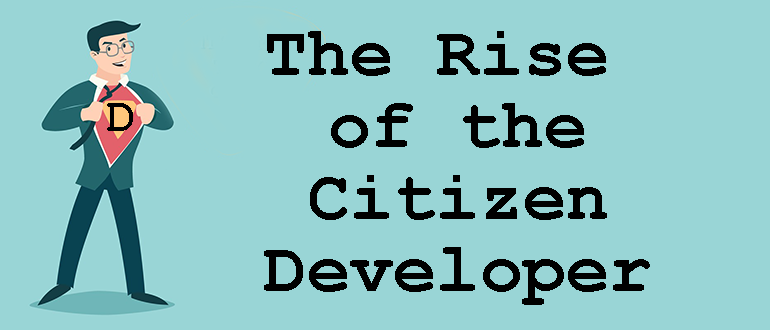 D
The Rise
of the
Citizen
Developer